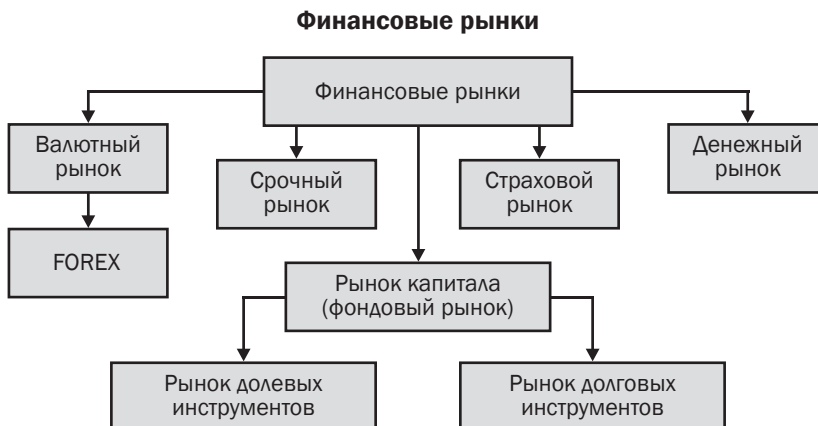 Финансовые рынки
Финансовые рынки
Валютный
рынок
Срочный
рынок
Страховой
рынок
Денежный
рынок
FOREX
Рынок капитала
(фондовый рынок)
Рынок долевых
инструментов
Рынок долговых
инструментов